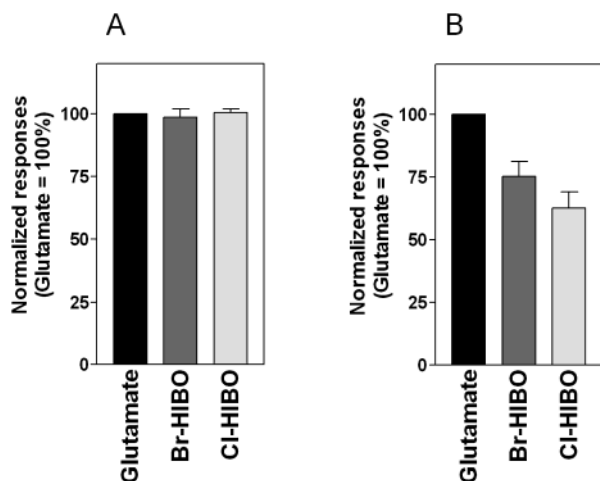 A
Normalized responses
(Glutamate = 100%)
100
75
50
25
0
Glutamate
Br-HIBO
Cl-HIBO
B
Normalized responses
(Glutamate = 100%)
100
75
50
25
0
Glutamate
Br-HIBO
Cl-HIBO